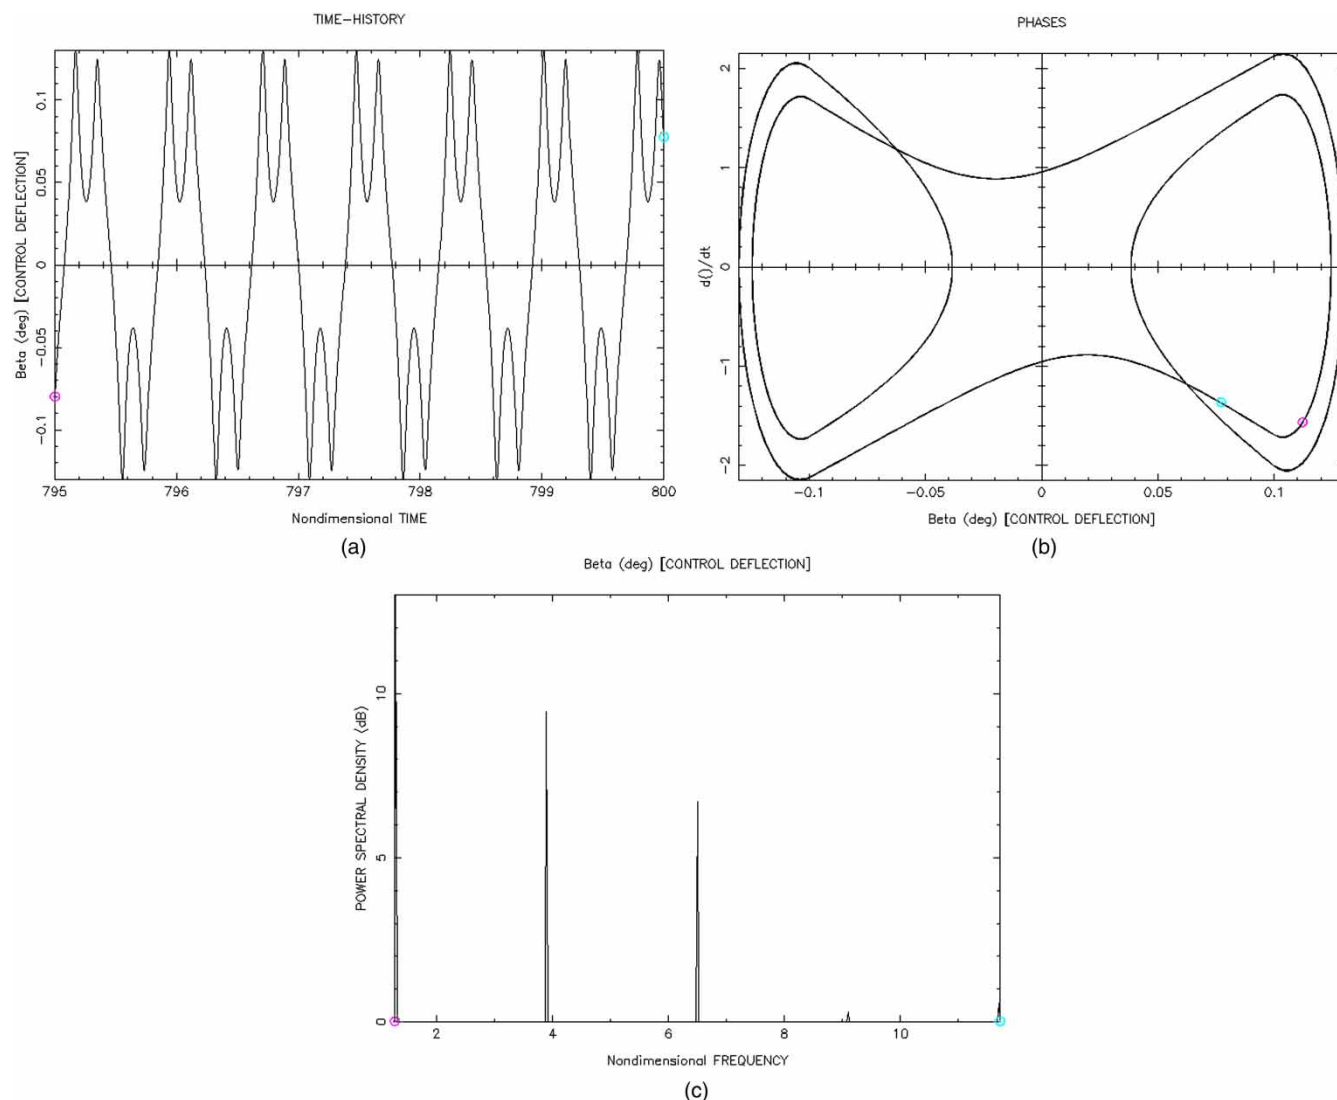 TIME-HISTORY
Beta (deg) [CONTROL DEFLECTION]
0.1
0.05
0
-0.05
-0.1
795 796 797 798 799 800
Nondimensional TIME
(a)
PHASES
d()/dt
2
1
0
-1
-2
-0.1 -0.05 0 0.05 0.1
Beta (deg) [CONTROL DEFLECTION]
(b)
Beta (deg) [CONTROL DEFLECTION]
POWER SPECTRAL DENSITY (dB)
10
5
0
2 4 6 8 10
Nondimensional FREQUENCY
(c)